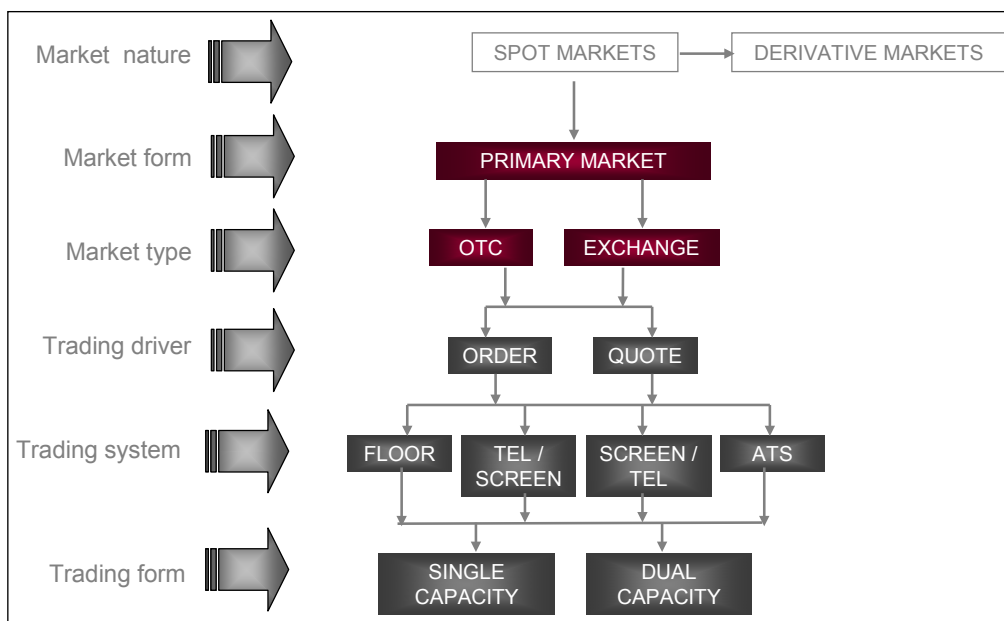 Market nature
SPOT MARKETS
DERIVATIVE MARKETS
Market form
PRIMARY MARKET
Market type
OTC
EXCHANGE
Trading driver
ORDER
QUOTE
Trading system
FLOOR
TEL /
SCREEN
SCREEN /
TEL
ATS
Trading form
SINGLE
CAPACITY
DUAL
CAPACITY